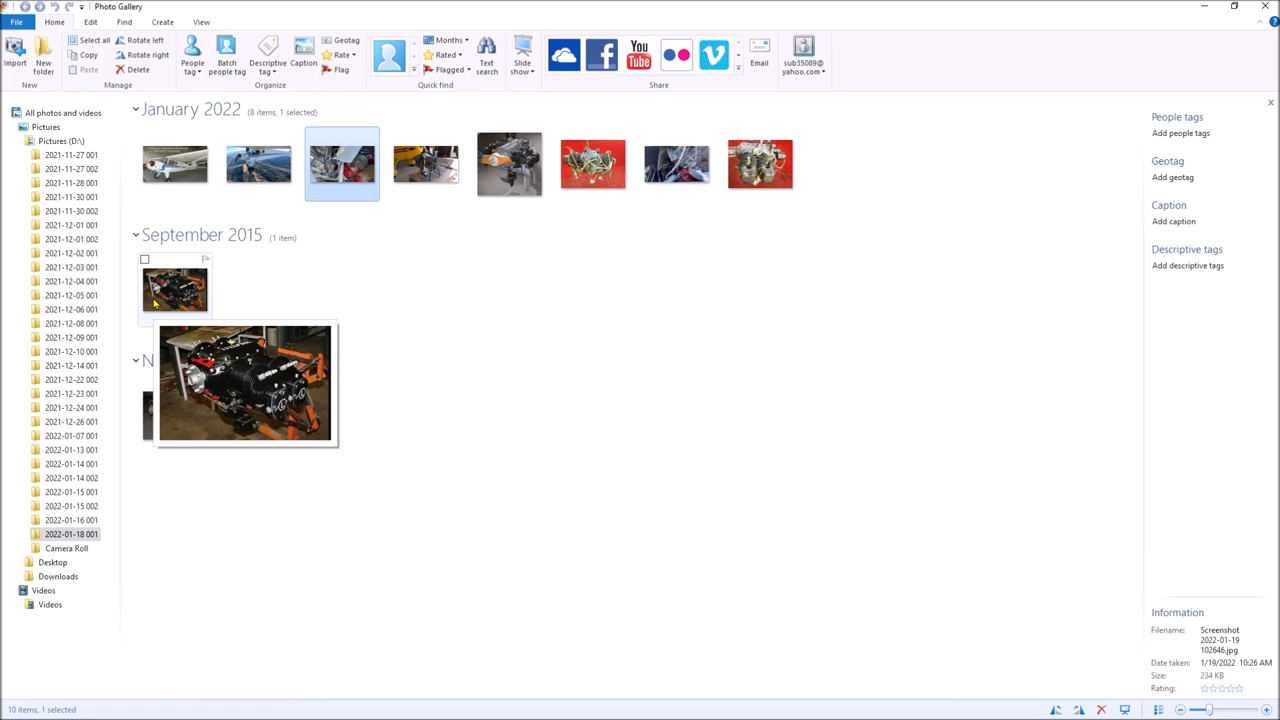 Photo Gallery
File
Home
Edit
Find
Create
View
Import
New
folder
Select all
Copy
Paste
Rotate left
Rotate right
Delete
People
tag
Batch
people tag
Descriptive
tag
Caption
Geotag
Rate
Flag
Months
Rated
Flagged
Text
search
Slide
show
You
Tube
Email
sub35089@
yahoo.com
New
Manage
Organize
Quick find
Share
All photos and videos
Pictures
Pictures (D:\)
2021-11-27 001
2021-11-27 002
2021-11-28 001
2021-11-30 001
2021-11-30 002
2021-12-01 001
2021-12-01 002
2021-12-02 001
2021-12-03 001
2021-12-04 001
2021-12-05 001
2021-12-06 001
2021-12-08 001
2021-12-09 001
2021-12-10 001
2021-12-14 001
2021-12-22 002
2021-12-23 001
2021-12-24 001
2021-12-26 001
2022-01-07 001
2022-01-13 001
2022-01-14 001
2022-01-14 002
2022-01-15 001
2022-01-15 002
2022-01-16 001
2022-01-18 001
Camera Roll
Desktop
Downloads
Videos
Videos
January 2022 (8 items, 1 selected)
September 2015 (1 item)
N
People tags
Add people tags
Geotag
Add geotag
Caption
Add caption
Descriptive tags
Add descriptive tags
Information
Filename: Screenshot
2022-01-19
102646.jpg
Date taken: 1/19/2022 10:26 AM
Size: 234 KB
Rating:
10 items, 1 selected